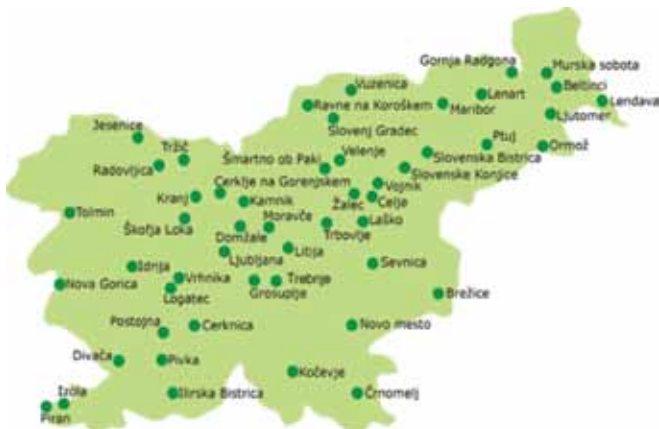 Gornja Radgona
Murska sobota
Vuzenica
Beltinci
Lenart
Lendava
Ravne na Koroškem
Maribor
Slovenj Gradec
Ljutomer
Jesenice
Tržič
Ptuj
Ormož
Radovljica
Šmartno ob Paki
Velenje
Slovenska Bistrica
Slovenske Konjice
Cerklje na Gorenjskem
Vojnik
Kranj
Kamnik
Žalec
Celje
Tolmin
Škofja Loka
Moravče
Laško
Domžale
Trbovlje
Ljubljana
Litija
Sevnica
Idrija
Vrhnika
Trebnje
Nova Gorica
Logatec
Grosuplje
Brežice
Postojna
Cerknica
Novo mesto
Divača
Pivka
Kočevje
Izola
Ilirska Bistrica
Črnomelj
Piran